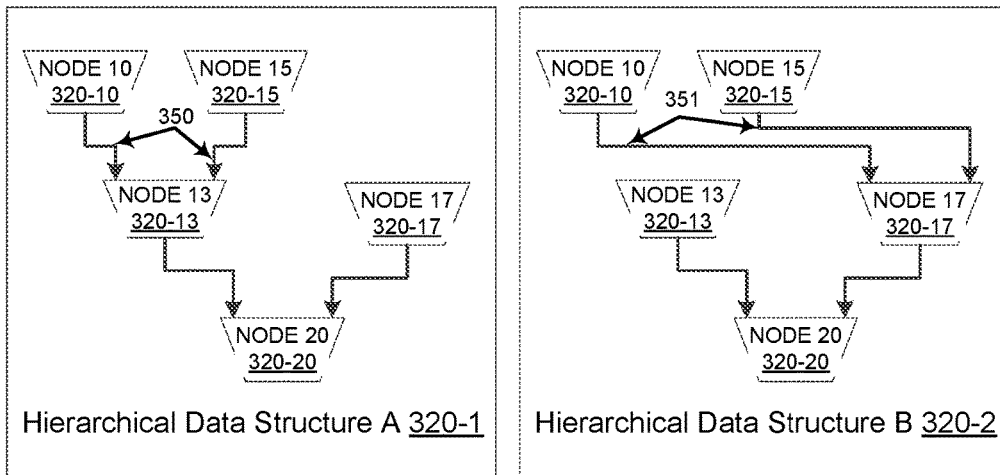 NODE 10
320-10
NODE 15
320-15
350
NODE 13
320-13
NODE 17
320-17
NODE 20
320-20
Hierarchical Data Structure A 320-1
NODE 10
320-10
NODE 15
320-15
351
NODE 13
320-13
NODE 17
320-17
NODE 20
320-20
Hierarchical Data Structure B 320-2